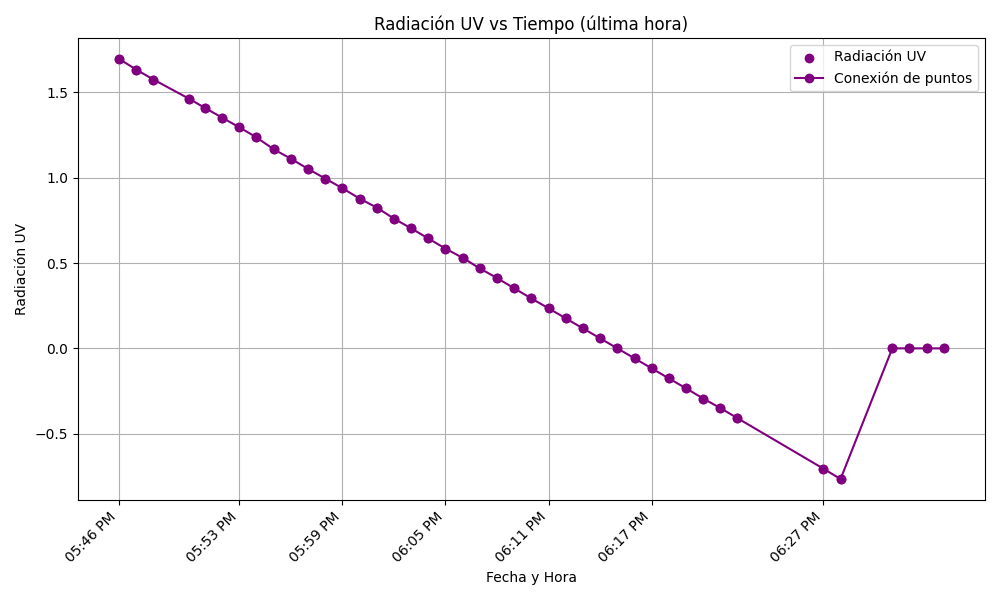 Radiación UV vs Tiempo (última hora)
Radiación UV
Conexión de puntos
Radiación UV
1.5
1.0
0.5
0.0
−0.5
05:46 PM
05:53 PM
05:59 PM
06:05 PM
06:11 PM
06:17 PM
06:27 PM
Fecha y Hora